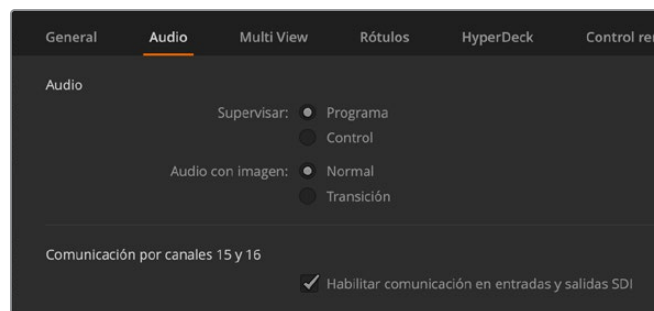 General Audio Multi View Rótulos HyperDeck Control
Audio
Supervisar: Programa
Control
Audio con imagen: Normal
Transición
Comunicación por canales 15 y 16
Habilitar comunicación en entradas y salidas SDI